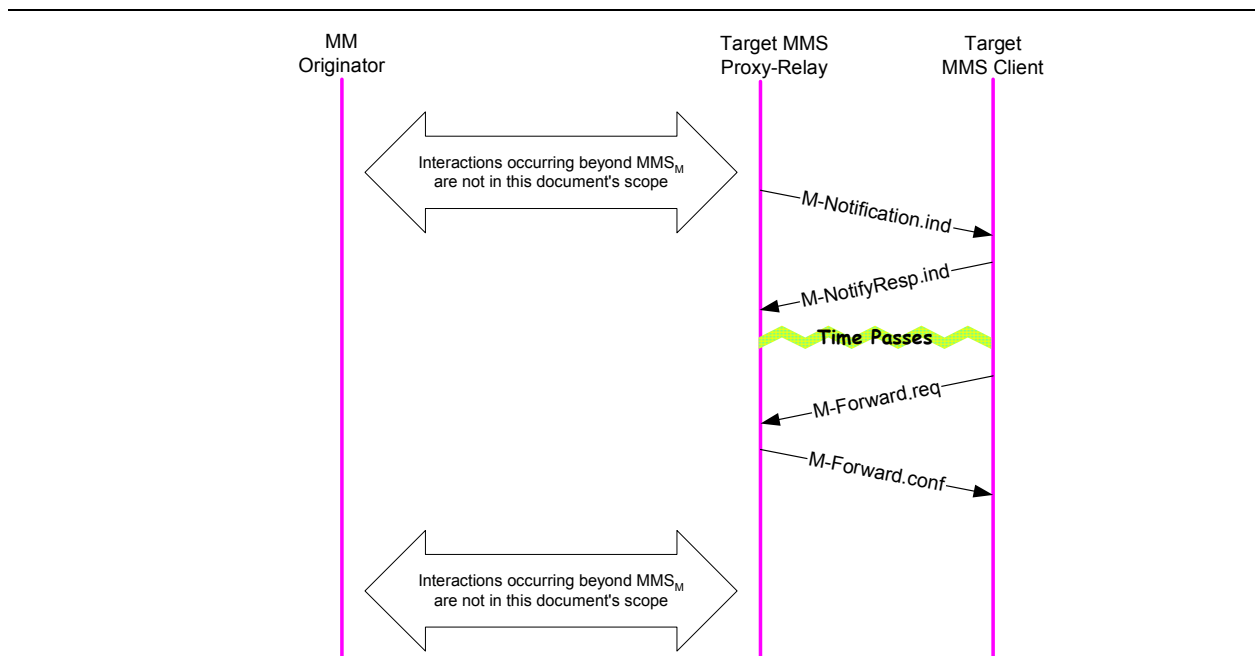 MM
Originator
Target MMS
Proxy-Relay
Target
MMS Client
Interactions occurring beyond MMSM
are not in this document's scope
M-Notification.ind
M-NotifyResp.ind
Time Passes
M-Forward.req
M-Forward.conf
Interactions occurring beyond MMSM
are not in this document's scope